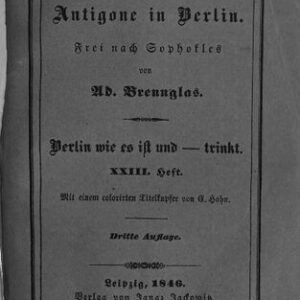 Antigone in Berlin.
Frei nach Sophokles
von
Ad. Brennglas.
Berlin wie es ist und — trinkt.
XXIII. Heft.
Mit einem colorirten Titelkupfer von C. Hohn.
Dritte Auflage.
Leipzig, 1846.
Verlag von Ignaz Jackowitz